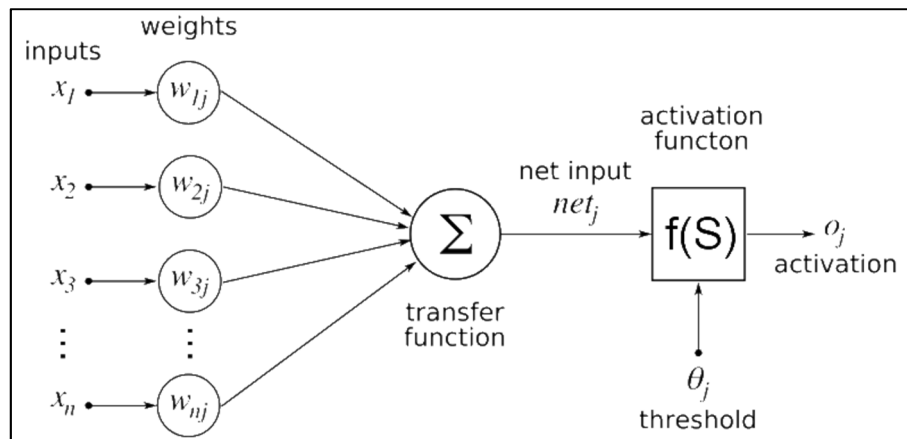 inputs
weights
x1
w1j
x2
w2j
x3
w3j
⋮
⋮
xn
wnj
Σ
transfer
function
net input
netj
activation
functon
f(S)
oj
activation
θj
threshold